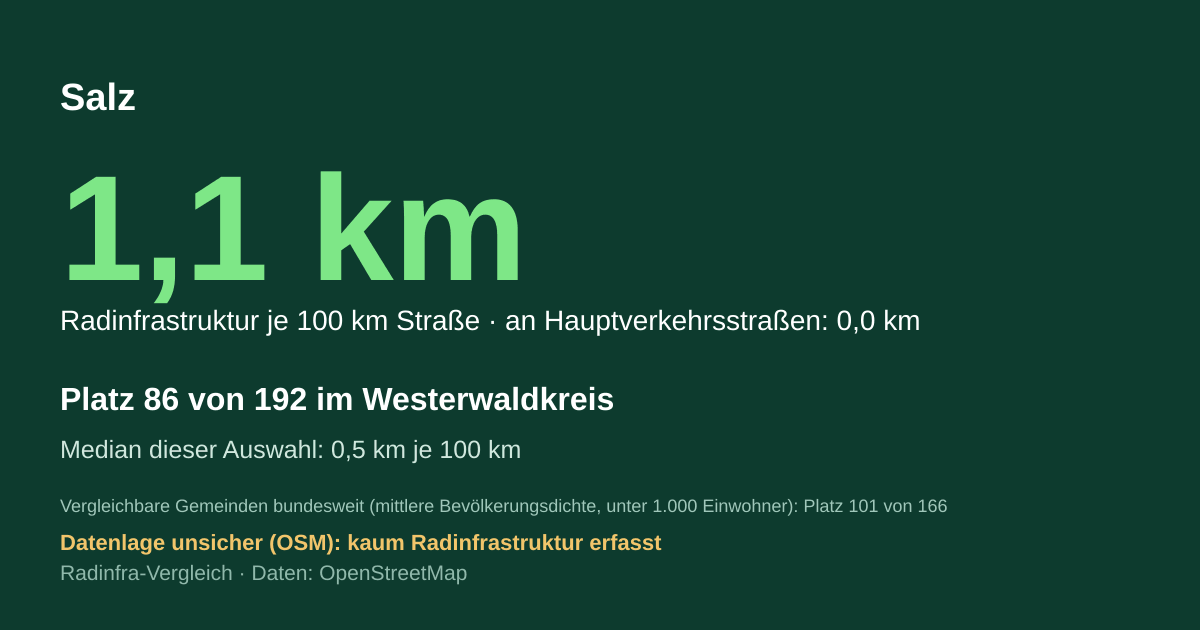 Salz
1,1 km
Radinfrastruktur je 100 km Straße · an Hauptverkehrsstraßen: 0,0 km
Platz 86 von 192 im Westerwaldkreis
Median dieser Auswahl: 0,5 km je 100 km
Vergleichbare Gemeinden bundesweit (mittlere Bevölkerungsdichte, unter 1.000 Einwohner): Platz 101 von 166
Datenlage unsicher (OSM): kaum Radinfrastruktur erfasst
Radinfra-Vergleich · Daten: OpenStreetMap